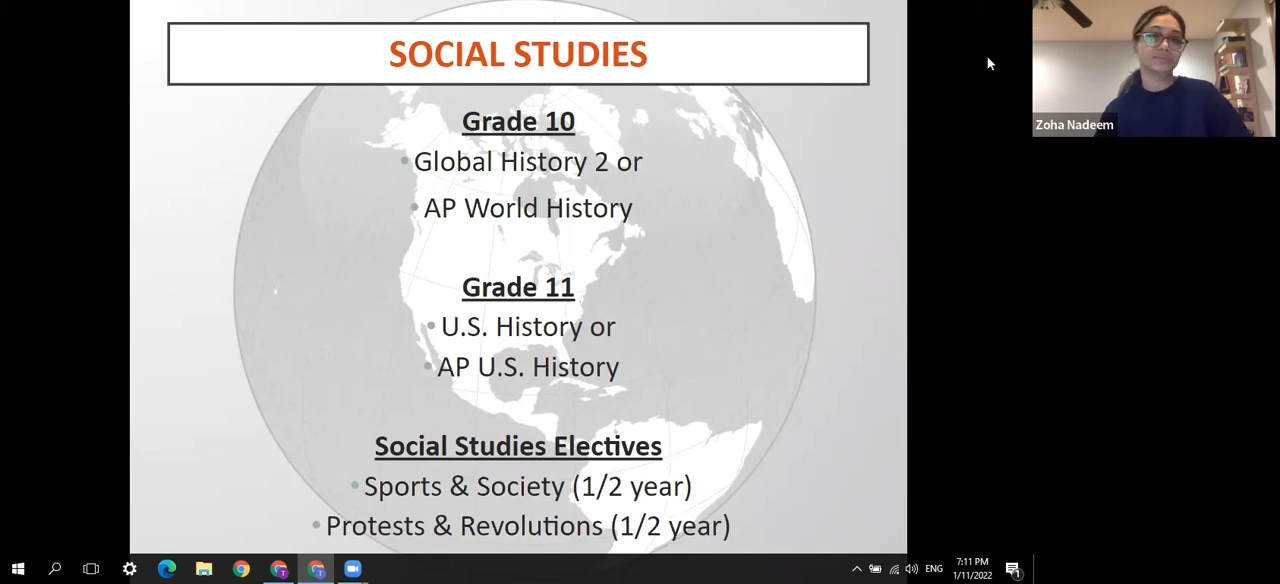 SOCIAL STUDIES
Grade 10
• Global History 2 or
• AP World History
Grade 11
• U.S. History or
• AP U.S. History
Social Studies Electives
• Sports & Society (1/2 year)
• Protests & Revolutions (1/2 year)
Zoha Nadeem
ENG
7:11 PM
1/11/2022
1